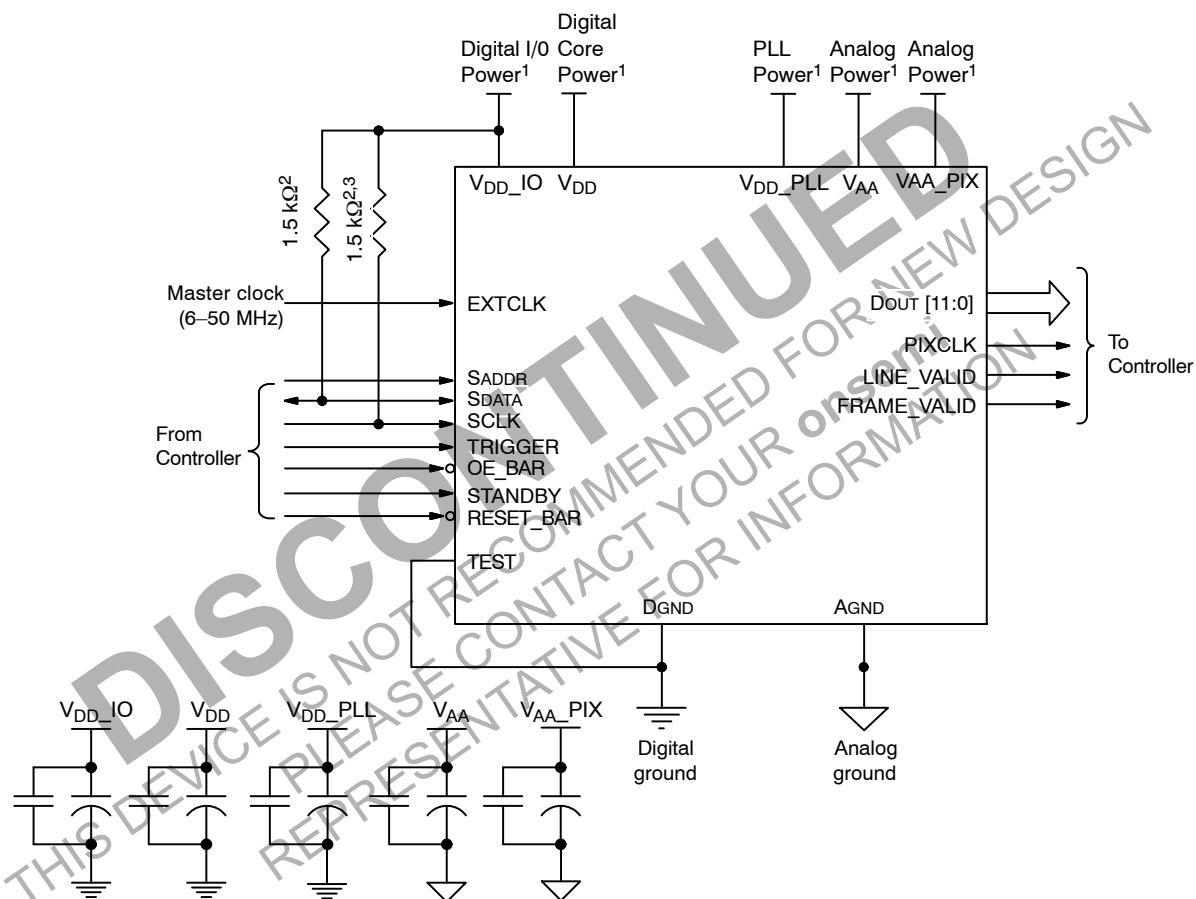 Digital
Digital I/0 Core
Power1 Power1
PLL Analog Analog
Power1 Power1 Power1
VDD_IO VDD VDD_PLL VAA VAA_PIX
1.5 kΩ2
1.5 kΩ2,3
Master clock
(6–50 MHz)
EXTCLK
SADDR
SDATA
SCLK
TRIGGER
OE_BAR
STANDBY
RESET_BAR
TEST
From
Controller
DOUT [11:0]
PIXCLK
LINE_VALID
FRAME_VALID
To
Controller
DGND AGND
Digital
ground
Analog
ground
VDD_IO VDD VDD_PLL VAA VAA_PIX
DISCONTINUED
THIS DEVICE IS NOT RECOMMENDED FOR NEW DESIGN
PLEASE CONTACT YOUR onsemi
REPRESENTATIVE FOR INFORMATION